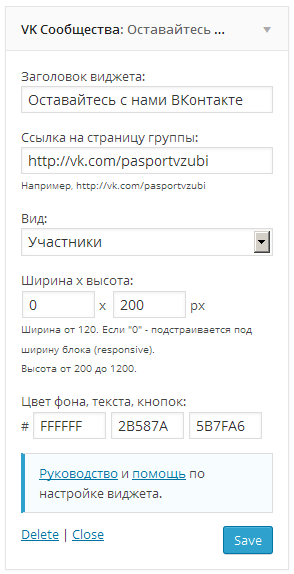 VK Сообщества: Оставайтесь ...
Заголовок виджета:
Оставайтесь с нами ВКонтакте
Ссылка на страницу группы:
http://vk.com/pasportvzubi
Например, http://vk.com/pasportvzubi
Вид:
Участники
Ширина x высота:
0 x 200 px
Ширина от 120. Если "0" - подстраивается под
ширину блока (responsive).
Высота от 200 до 1200.
Цвет фона, текста, кнопок:
# FFFFFF 2B587A 5B7FA6
Руководство и помощь по
настройке виджета.
Delete | Close Save